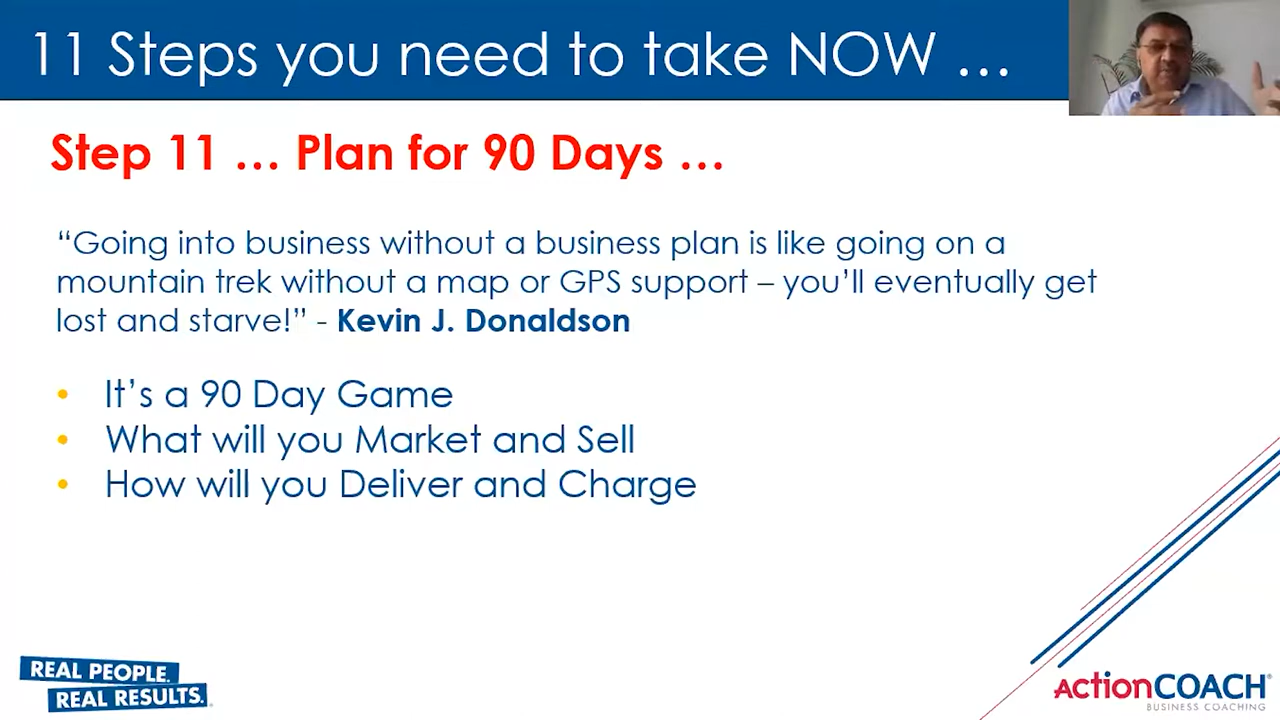 11 Steps you need to take NOW ...
Step 11 ... Plan for 90 Days ...
“Going into business without a business plan is like going on a
mountain trek without a map or GPS support – you’ll eventually get
lost and starve!” - Kevin J. Donaldson
• It’s a 90 Day Game
• What will you Market and Sell
• How will you Deliver and Charge
REAL PEOPLE.
REAL RESULTS.
ActionCOACH®
BUSINESS COACHING